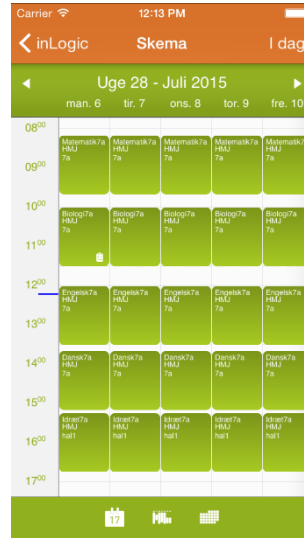 Carrier 12:13 PM
inLogic Skema I dag
Uge 28 - Juli 2015
man. 6 tir. 7 ons. 8 tor. 9 fre. 10
08⁰⁰
Matematik7a Matematik7a Matematik7a Matematik7a Matematik7
HMJ HMJ HMJ HMJ HMJ
09⁰⁰ 7a 7a 7a 7a 7a
10⁰⁰
Biologi7a Biologi7a Biologi7a Biologi7a Biologi7a
HMJ HMJ HMJ HMJ HMJ
7a 7a 7a 7a 7a
11⁰⁰
12⁰⁰
Engelsk7a Engelsk7a Engelsk7a Engelsk7a Engelsk7a
HMJ HMJ HMJ HMJ HMJ
7a 7a 7a 7a 7a
13⁰⁰
14⁰⁰
Dansk7a Dansk7a Dansk7a Dansk7a Dansk7a
HMJ HMJ HMJ HMJ HMJ
7a 7a 7a 7a 7a
15⁰⁰
Idræt7a Idræt7a Idræt7a Idræt7a Idræt7a
HMJ HMJ HMJ HMJ HMJ
16⁰⁰ hal1 hal1 hal1 hal1 hal1
17⁰⁰
17